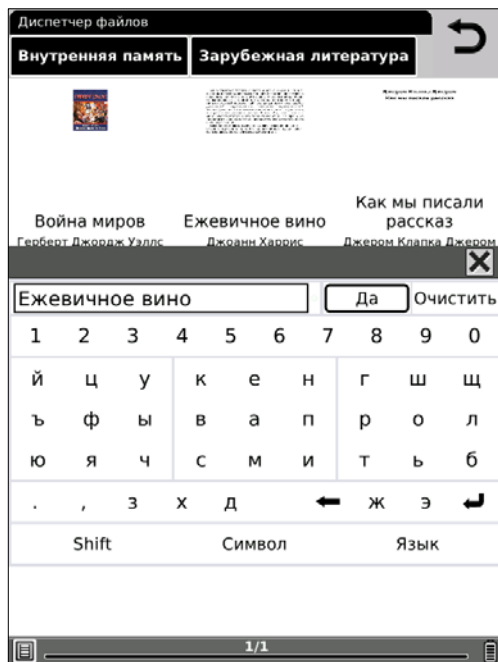 Диспетчер файлов
Внутренняя память Зарубежная литература
Как мы писали
Война миров Ежевичное вино рассказ
Герберт Джордж Уэллс Джоанн Харрис Джером Клапка Джером
Ежевичное вино Да Очистить
1 2 3 4 5 6 7 8 9 0
й ц у к е н г ш щ
ъ ф ы в а п р о л
ю я ч с м и т ь б
. , з х д ж э
Shift Символ Язык
1/1